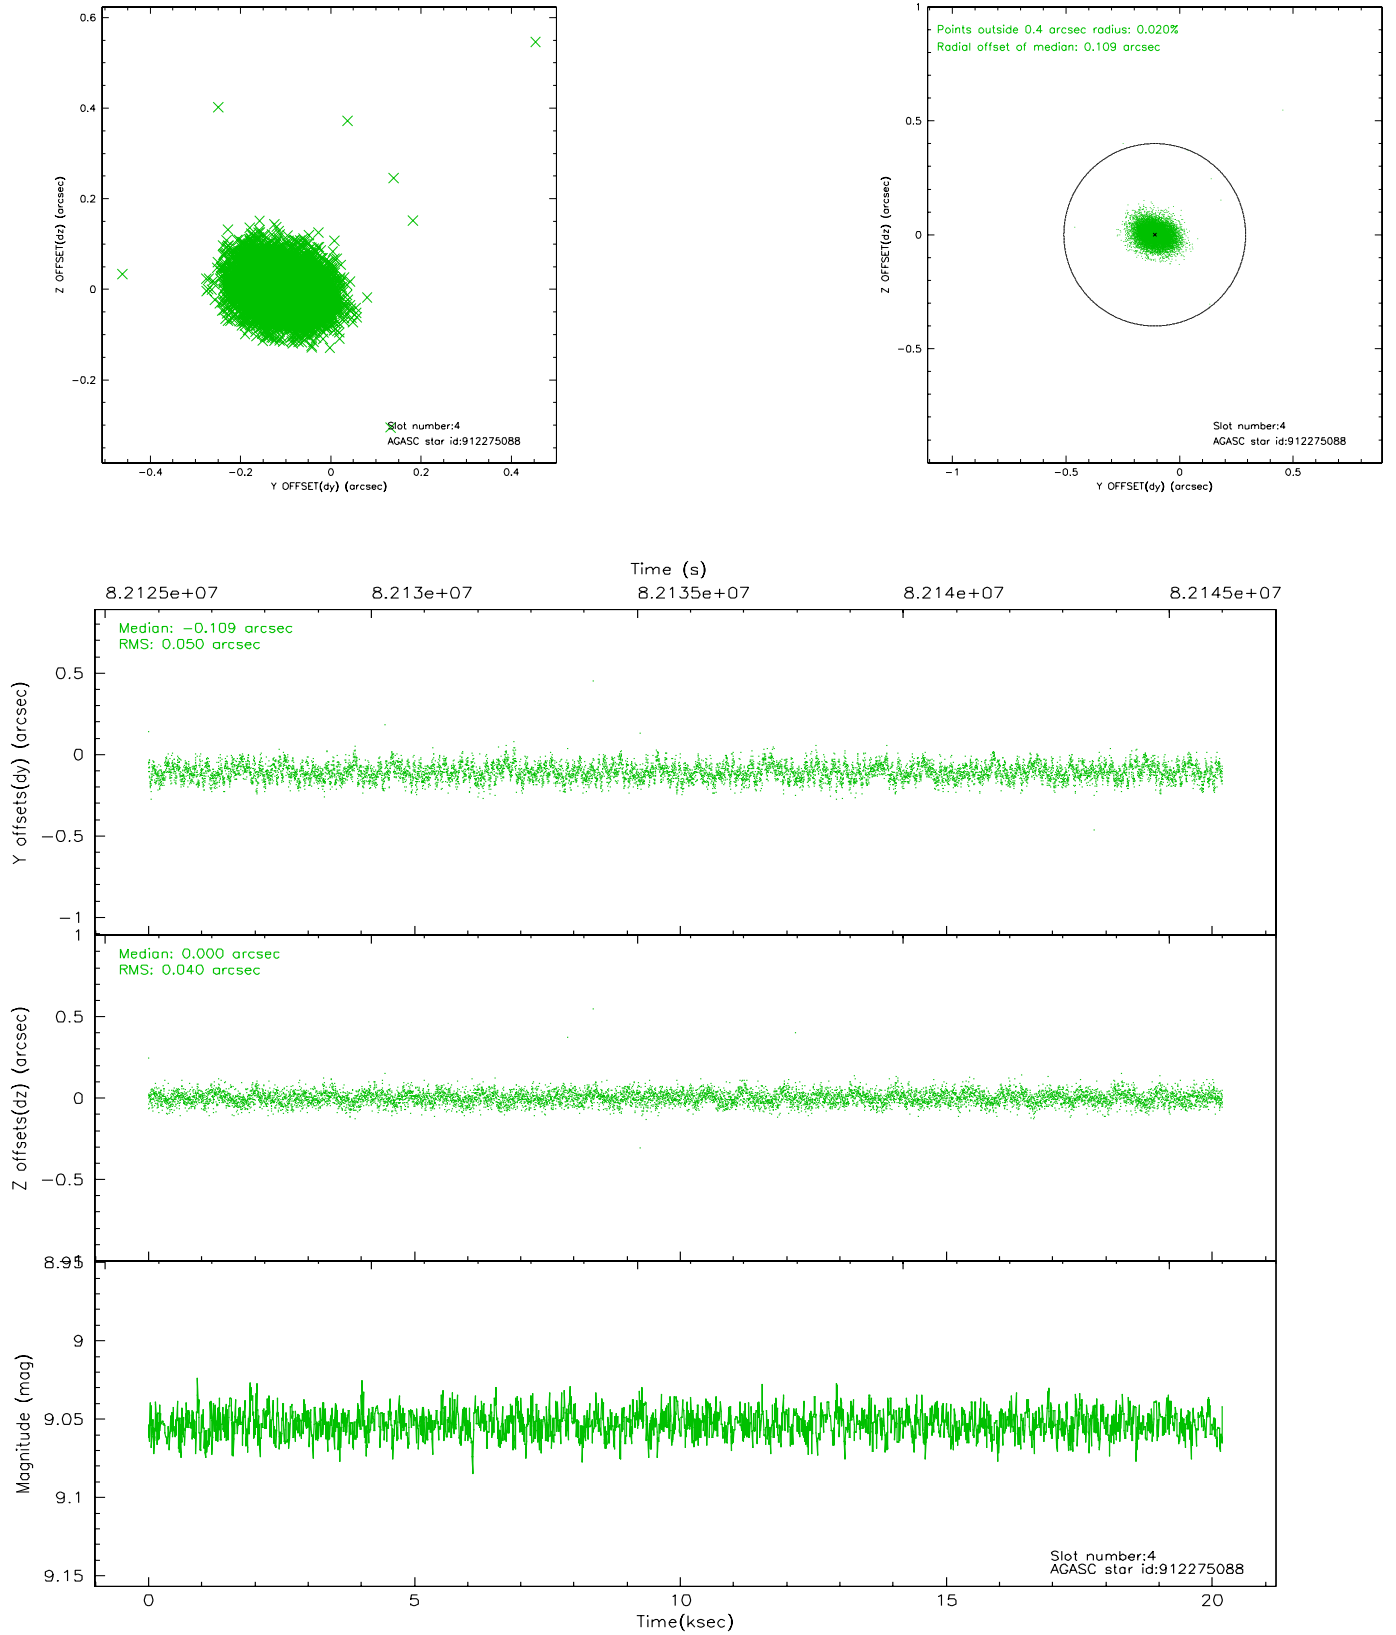 0.6
0.4
0.2
0
−0.2
Z OFFSET(dz) (arcsec)
Slot number:4
AGASC star id:912275088
−0.4 −0.2 0 0.2 0.4
Y OFFSET(dy) (arcsec)
Points outside 0.4 arcsec radius: 0.020%
Radial offset of median: 0.109 arcsec
1
0.5
0
−0.5
Z OFFSET(dz) (arcsec)
Slot number:4
AGASC star id:912275088
−1 −0.5 0 0.5
Y OFFSET(dy) (arcsec)
Time (s)
8.2125e+07 8.213e+07 8.2135e+07 8.214e+07 8.2145e+07
Median: −0.109 arcsec
RMS: 0.050 arcsec
0.5
0
−0.5
−1
Y offsets(dy) (arcsec)
Median: 0.000 arcsec
RMS: 0.040 arcsec
1
0.5
0
−0.5
−1
Z offsets(dz) (arcsec)
8.95
9
9.05
9.1
9.15
Magnitude (mag)
Slot number:4
AGASC star id:912275088
0 5 10 15 20
Time(ksec)